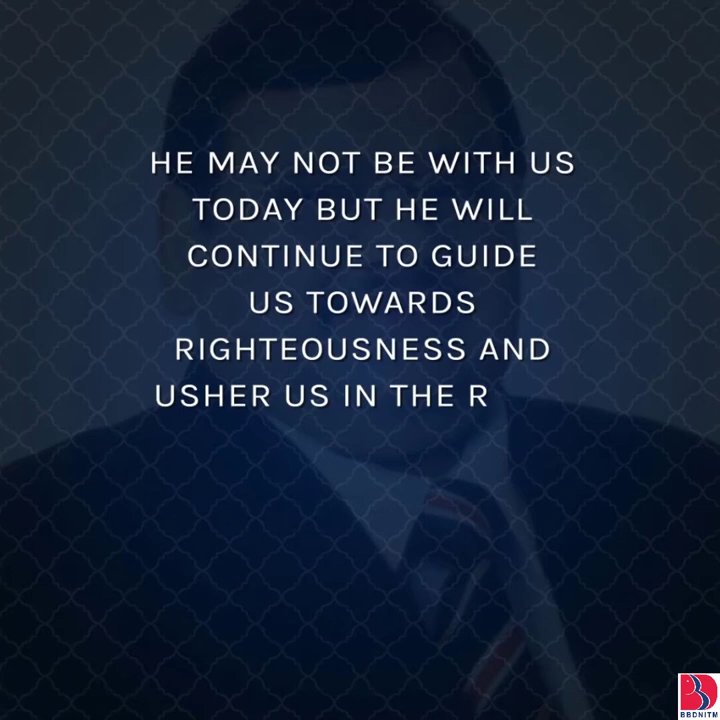 HE MAY NOT BE WITH US
TODAY BUT HE WILL
CONTINUE TO GUIDE
US TOWARDS
RIGHTEOUSNESS AND
USHER US IN THE R
BBDNITM